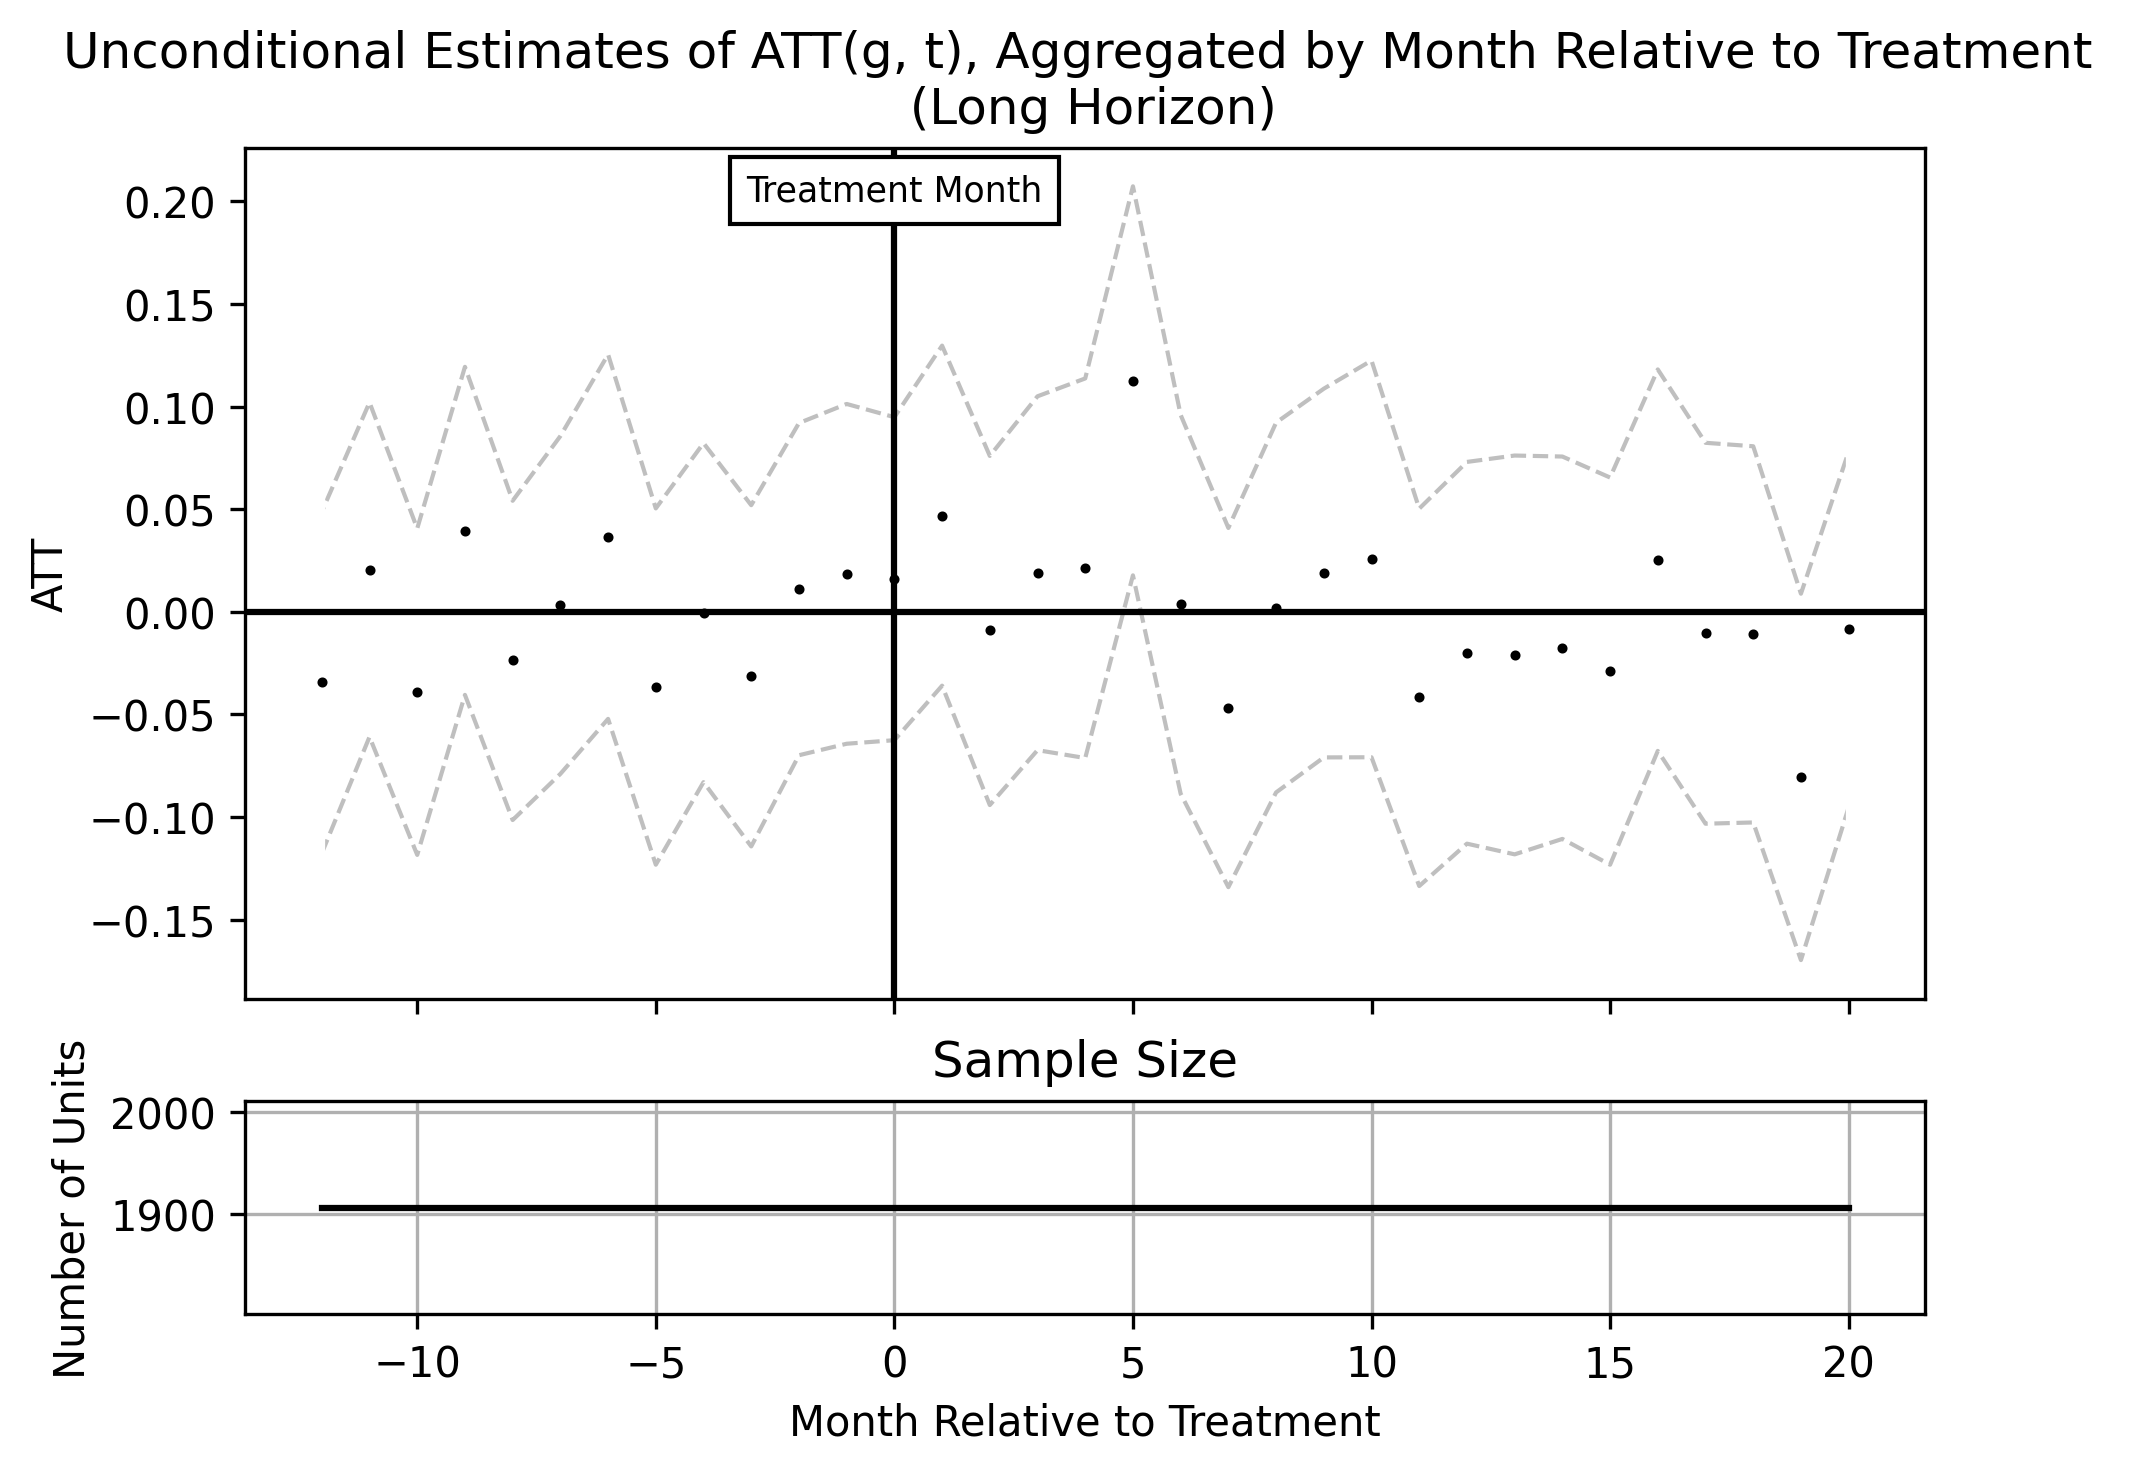 Unconditional Estimates of ATT(g, t), Aggregated by Month Relative to Treatment
(Long Horizon)
Treatment Month
0.20
0.15
0.10
0.05
0.00
−0.05
−0.10
−0.15
ATT
Sample Size
2000
1900
Number of Units
−10 −5 0 5 10 15 20
Month Relative to Treatment